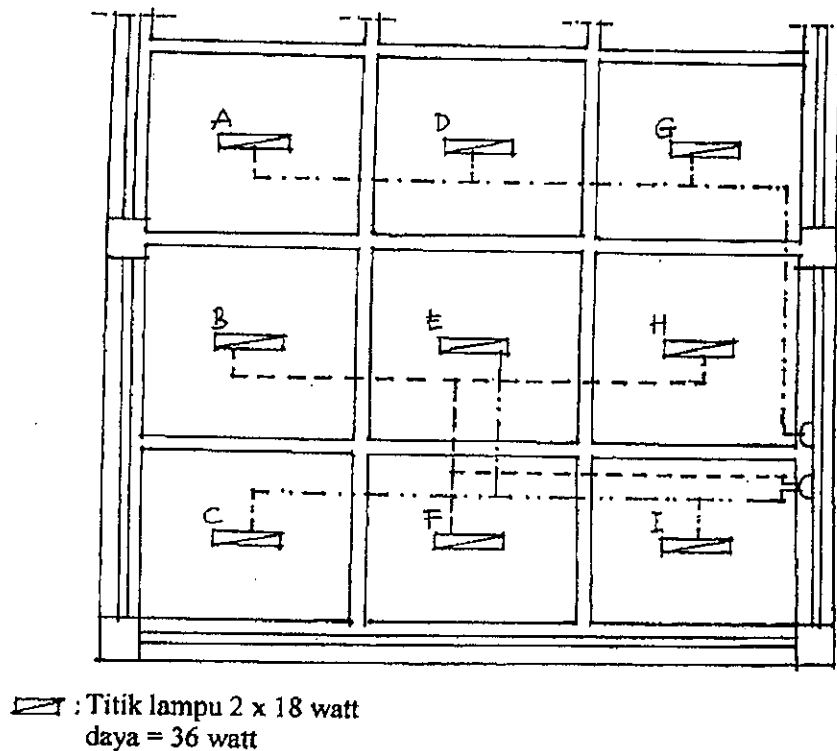 A D G
B E H
C F I
: Titik lampu 2 x 18 watt
daya = 36 watt